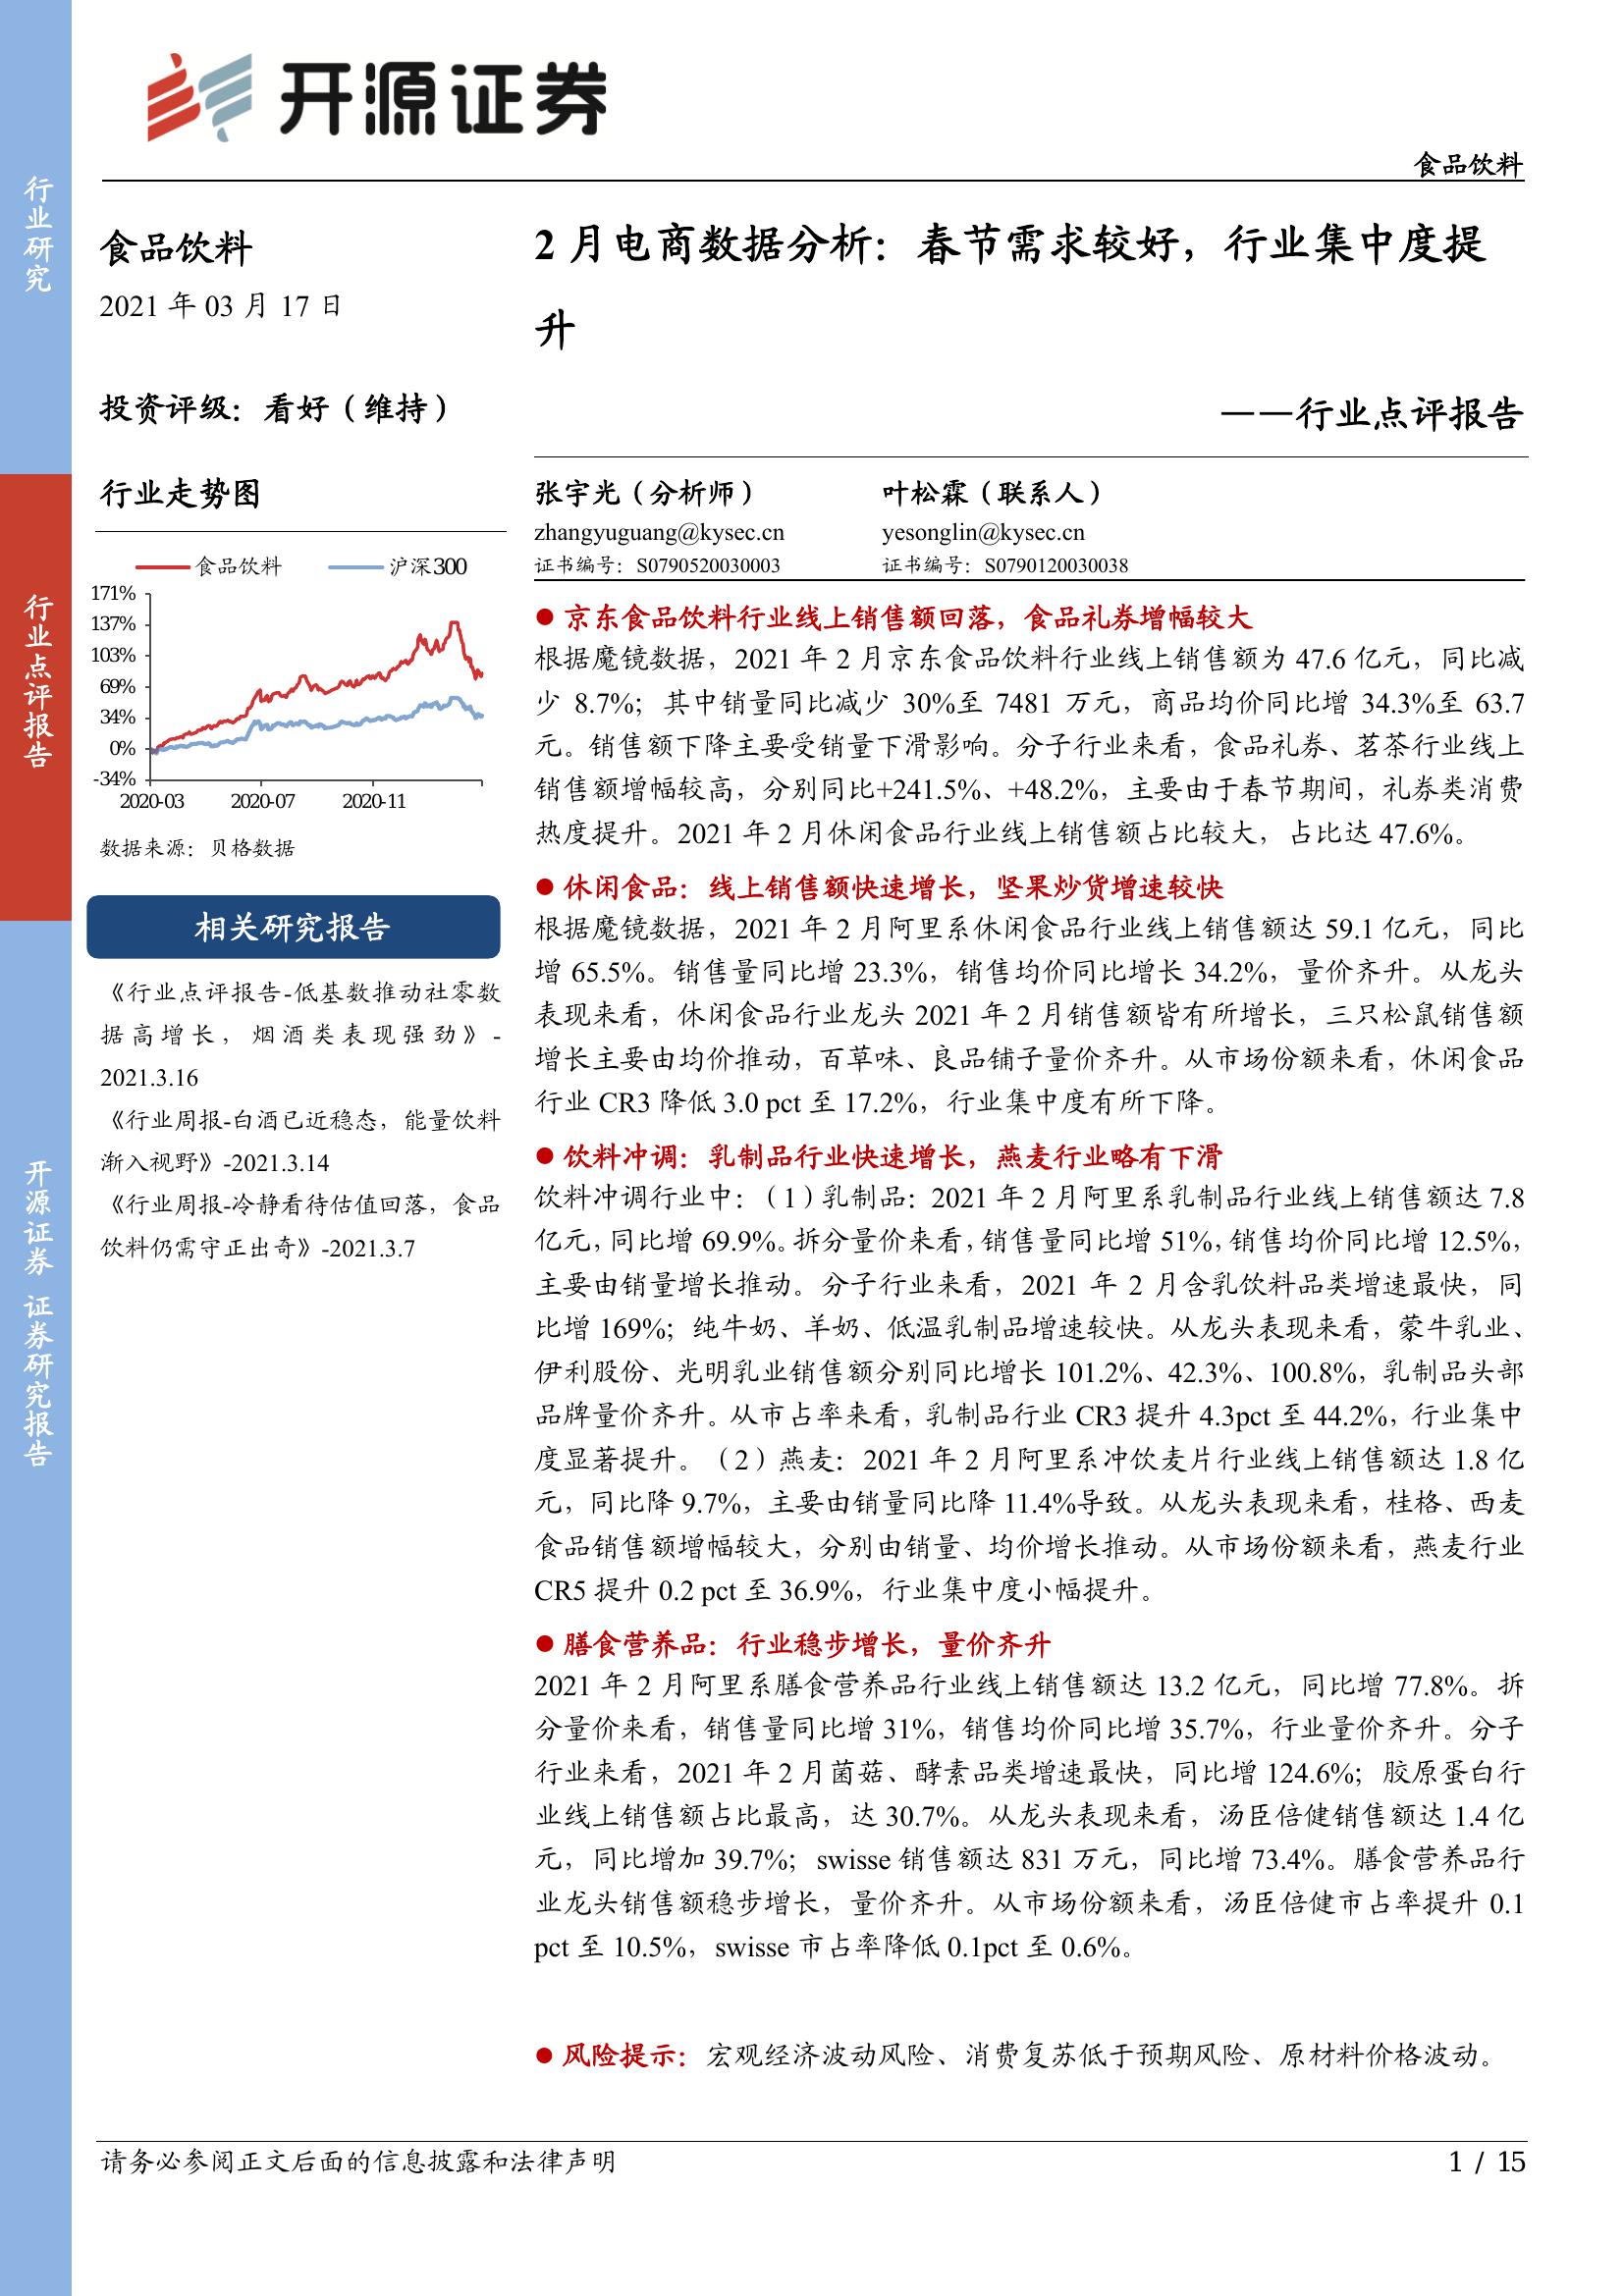 开源证券
食品饮料
行业研究
行业点评报告
开源证券 证券研究报告
食品饮料
2021 年 03 月 17 日
投资评级：看好（维持）
行业走势图
食品饮料
沪深300
171%
137%
103%
69%
34%
0%
-34%
2020-03
2020-07
2020-11
数据来源：贝格数据
相关研究报告
《行业点评报告-低基数推动社零数
据高增长，烟酒类表现强劲》-
2021.3.16
《行业周报-白酒已近稳态，能量饮料
渐入视野》-2021.3.14
《行业周报-冷静看待估值回落，食品
饮料仍需守正出奇》-2021.3.7
2 月电商数据分析：春节需求较好，行业集中度提
升
——行业点评报告
张宇光（分析师）
叶松霖（联系人）
zhangyuguang@kysec.cn
yesonglin@kysec.cn
证书编号：S0790520030003
证书编号：S0790120030038
● 京东食品饮料行业线上销售额回落，食品礼券增幅较大
根据魔镜数据，2021 年 2 月京东食品饮料行业线上销售额为 47.6 亿元，同比减
少 8.7%；其中销量同比减少 30%至 7481 万元，商品均价同比增 34.3%至 63.7
元。销售额下降主要受销量下滑影响。分子行业来看，食品礼券、茗茶行业线上
销售额增幅较高，分别同比+241.5%、+48.2%，主要由于春节期间，礼券类消费
热度提升。2021 年 2 月休闲食品行业线上销售额占比较大，占比达 47.6%。
● 休闲食品：线上销售额快速增长，坚果炒货增速较快
根据魔镜数据，2021 年 2 月阿里系休闲食品行业线上销售额达 59.1 亿元，同比
增 65.5%。销售量同比增 23.3%，销售均价同比增长 34.2%，量价齐升。从龙头
表现来看，休闲食品行业龙头 2021 年 2 月销售额皆有所增长，三只松鼠销售额
增长主要由均价推动，百草味、良品铺子量价齐升。从市场份额来看，休闲食品
行业 CR3 降低 3.0 pct 至 17.2%，行业集中度有所下降。
● 饮料冲调：乳制品行业快速增长，燕麦行业略有下滑
饮料冲调行业中：（1）乳制品：2021 年 2 月阿里系乳制品行业线上销售额达 7.8
亿元，同比增 69.9%。拆分量价来看，销售量同比增 51%，销售均价同比增 12.5%，
主要由销量增长推动。分子行业来看，2021 年 2 月含乳饮料品类增速最快，同
比增 169%；纯牛奶、羊奶、低温乳制品增速较快。从龙头表现来看，蒙牛乳业、
伊利股份、光明乳业销售额分别同比增长 101.2%、42.3%、100.8%，乳制品头部
品牌量价齐升。从市占率来看，乳制品行业 CR3 提升 4.3pct 至 44.2%，行业集中
度显著提升。（2）燕麦：2021 年 2 月阿里系冲饮麦片行业线上销售额达 1.8 亿
元，同比降 9.7%，主要由销量同比降 11.4%导致。从龙头表现来看，桂格、西麦
食品销售额增幅较大，分别由销量、均价增长推动。从市场份额来看，燕麦行业
CR5 提升 0.2 pct 至 36.9%，行业集中度小幅提升。
● 膳食营养品：行业稳步增长，量价齐升
2021 年 2 月阿里系膳食营养品行业线上销售额达 13.2 亿元，同比增 77.8%。拆
分量价来看，销售量同比增 31%，销售均价同比增 35.7%，行业量价齐升。分子
行业来看，2021 年 2 月菌菇、酵素品类增速最快，同比增 124.6%；胶原蛋白行
业线上销售额占比最高，达 30.7%。从龙头表现来看，汤臣倍健销售额达 1.4 亿
元，同比增加 39.7%；swisse 销售额达 831 万元，同比增 73.4%。膳食营养品行
业龙头销售额稳步增长，量价齐升。从市场份额来看，汤臣倍健市占率提升 0.1
pct 至 10.5%，swisse 市占率降低 0.1pct 至 0.6%。
● 风险提示：宏观经济波动风险、消费复苏低于预期风险、原材料价格波动。
请务必参阅正文后面的信息披露和法律声明
1 / 15